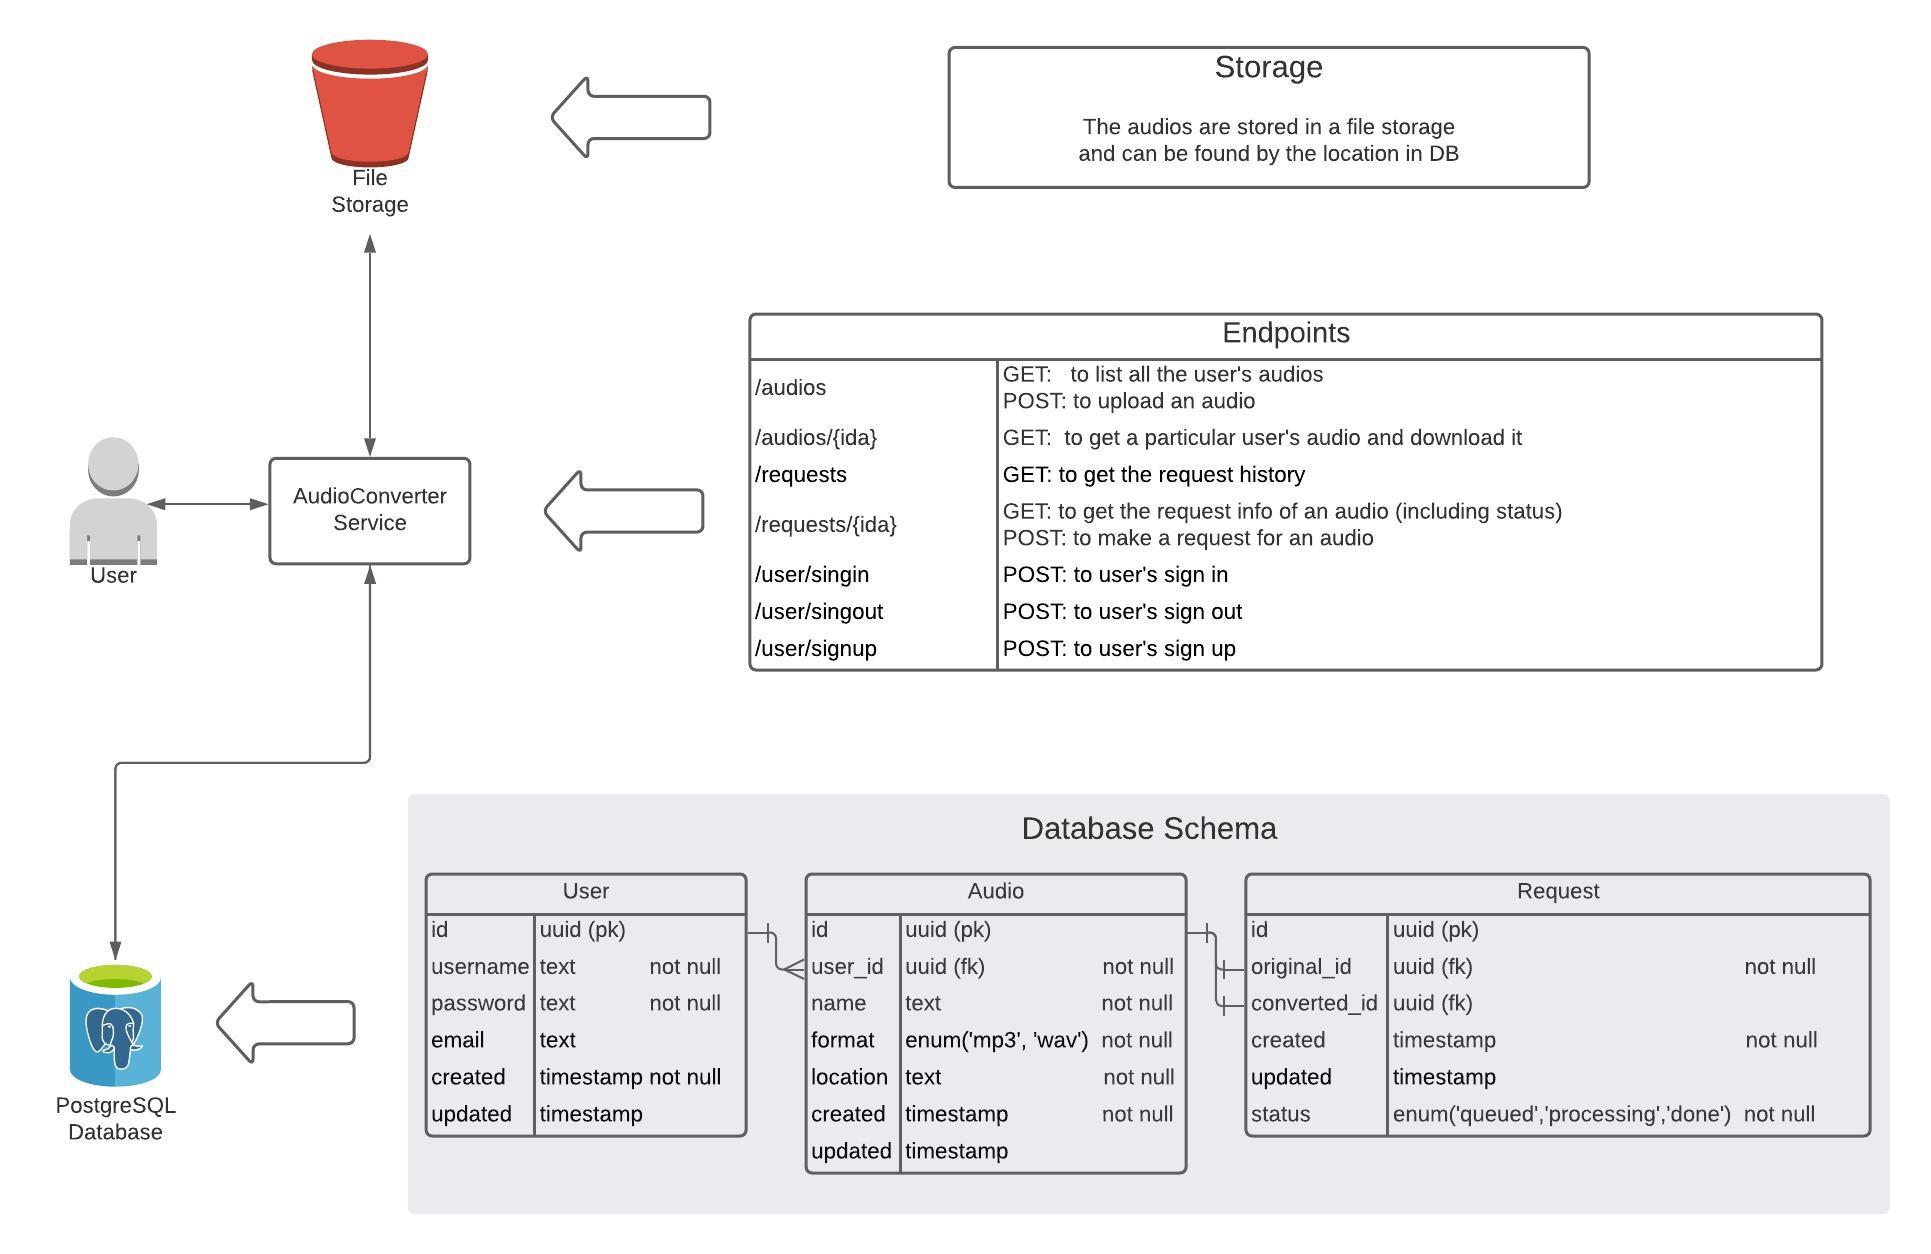 Storage
The audios are stored in a file storage
and can be found by the location in DB
File
Storage
Endpoints
/audios
GET: to list all the user's audios
POST: to upload an audio
/audios/{ida}
GET: to get a particular user's audio and download it
/requests
GET: to get the request history
/requests/{ida}
GET: to get the request info of an audio (including status)
POST: to make a request for an audio
/user/singin
POST: to user's sign in
/user/singout
POST: to user's sign out
/user/signup
POST: to user's sign up
AudioConverter
Service
User
Database Schema
User
id uuid (pk)
username text not null
password text not null
email text
created timestamp not null
updated timestamp
Audio
id uuid (pk)
user_id uuid (fk) not null
name text not null
format enum('mp3', 'wav') not null
location text not null
created timestamp not null
updated timestamp
Request
id uuid (pk)
original_id uuid (fk) not null
converted_id uuid (fk)
created timestamp not null
updated timestamp
status enum('queued','processing','done') not null
PostgreSQL
Database